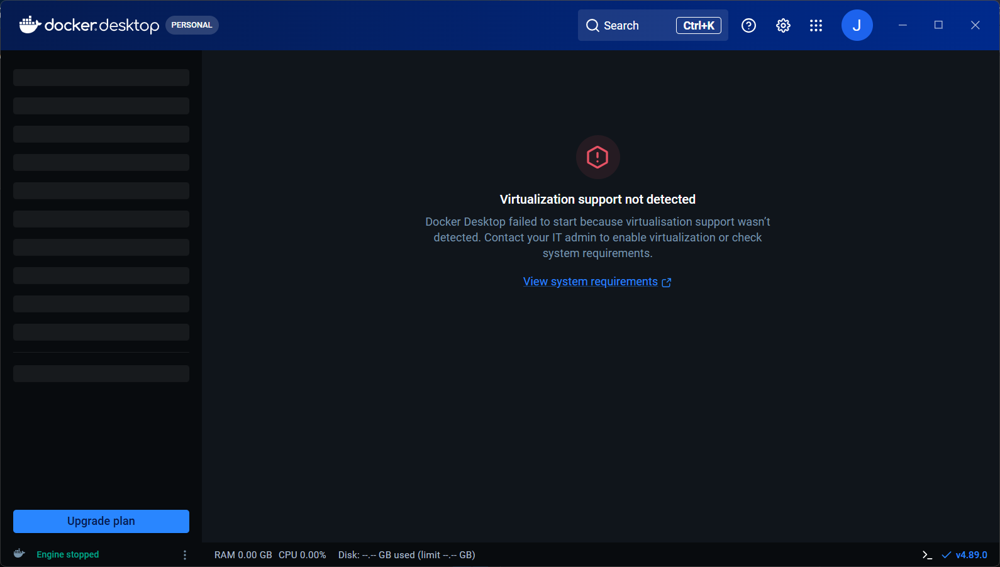 docker.desktop PERSONAL
Search Ctrl+K
J
Virtualization support not detected
Docker Desktop failed to start because virtualisation support wasn’t
detected. Contact your IT admin to enable virtualization or check
system requirements.
View system requirements
Upgrade plan
Engine stopped
RAM 0.00 GB CPU 0.00% Disk: --.-- GB used (limit --.-- GB)
v4.89.0